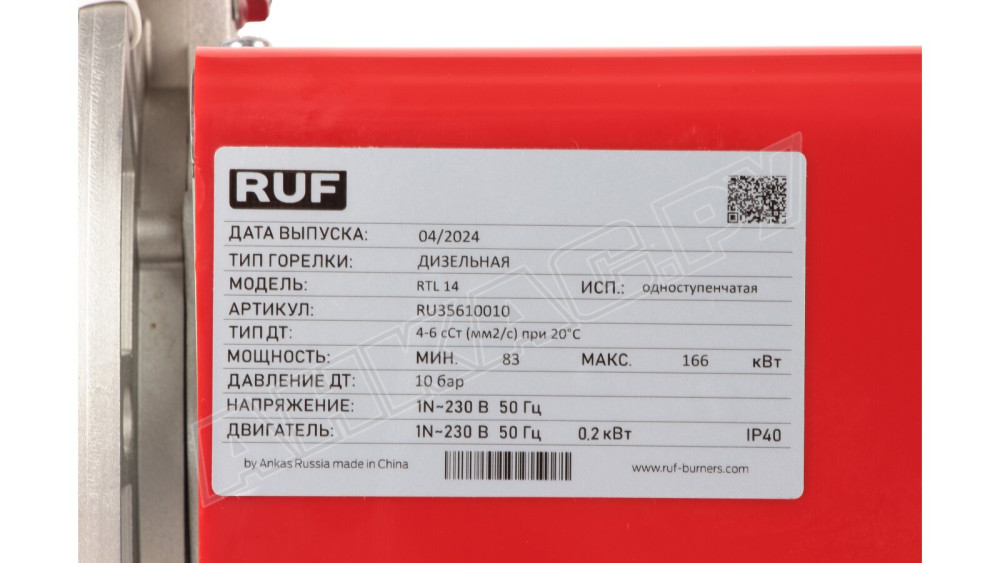 RUF
ДАТА ВЫПУСКА: 04/2024
ТИП ГОРЕЛКИ: ДИЗЕЛЬНАЯ
МОДЕЛЬ: RTL 14 ИСП.: одноступенчатая
АРТИКУЛ: RU35610010
ТИП ДТ: 4-6 сСт (мм2/с) при 20°C
МОЩНОСТЬ: МИН. 83 МАКС. 166 кВт
ДАВЛЕНИЕ ДТ: 10 бар
НАПРЯЖЕНИЕ: 1N~230 В 50 Гц
ДВИГАТЕЛЬ: 1N~230 В 50 Гц 0,2 кВт IP40
by Ankas Russia made in China www.ruf-burners.com
АНКАС.РУ